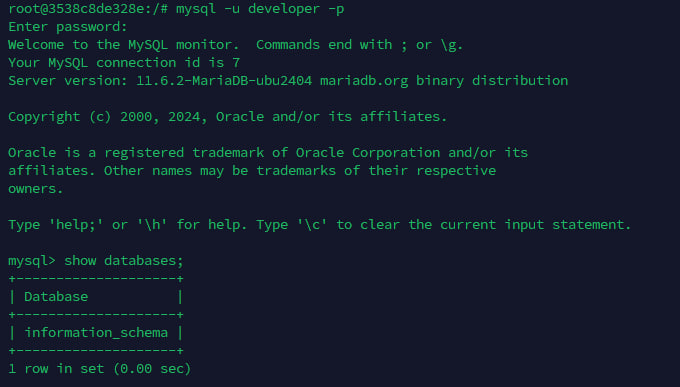 root@3538c8de328e:/# mysql -u developer -p
Enter password:
Welcome to the MySQL monitor.  Commands end with ; or \g.
Your MySQL connection id is 7
Server version: 11.6.2-MariaDB-ubu2404 mariadb.org binary distribution

Copyright (c) 2000, 2024, Oracle and/or its affiliates.

Oracle is a registered trademark of Oracle Corporation and/or its
affiliates. Other names may be trademarks of their respective
owners.

Type 'help;' or '\h' for help. Type '\c' to clear the current input statement.

mysql> show databases;
+--------------------+
| Database           |
+--------------------+
| information_schema |
+--------------------+
1 row in set (0.00 sec)